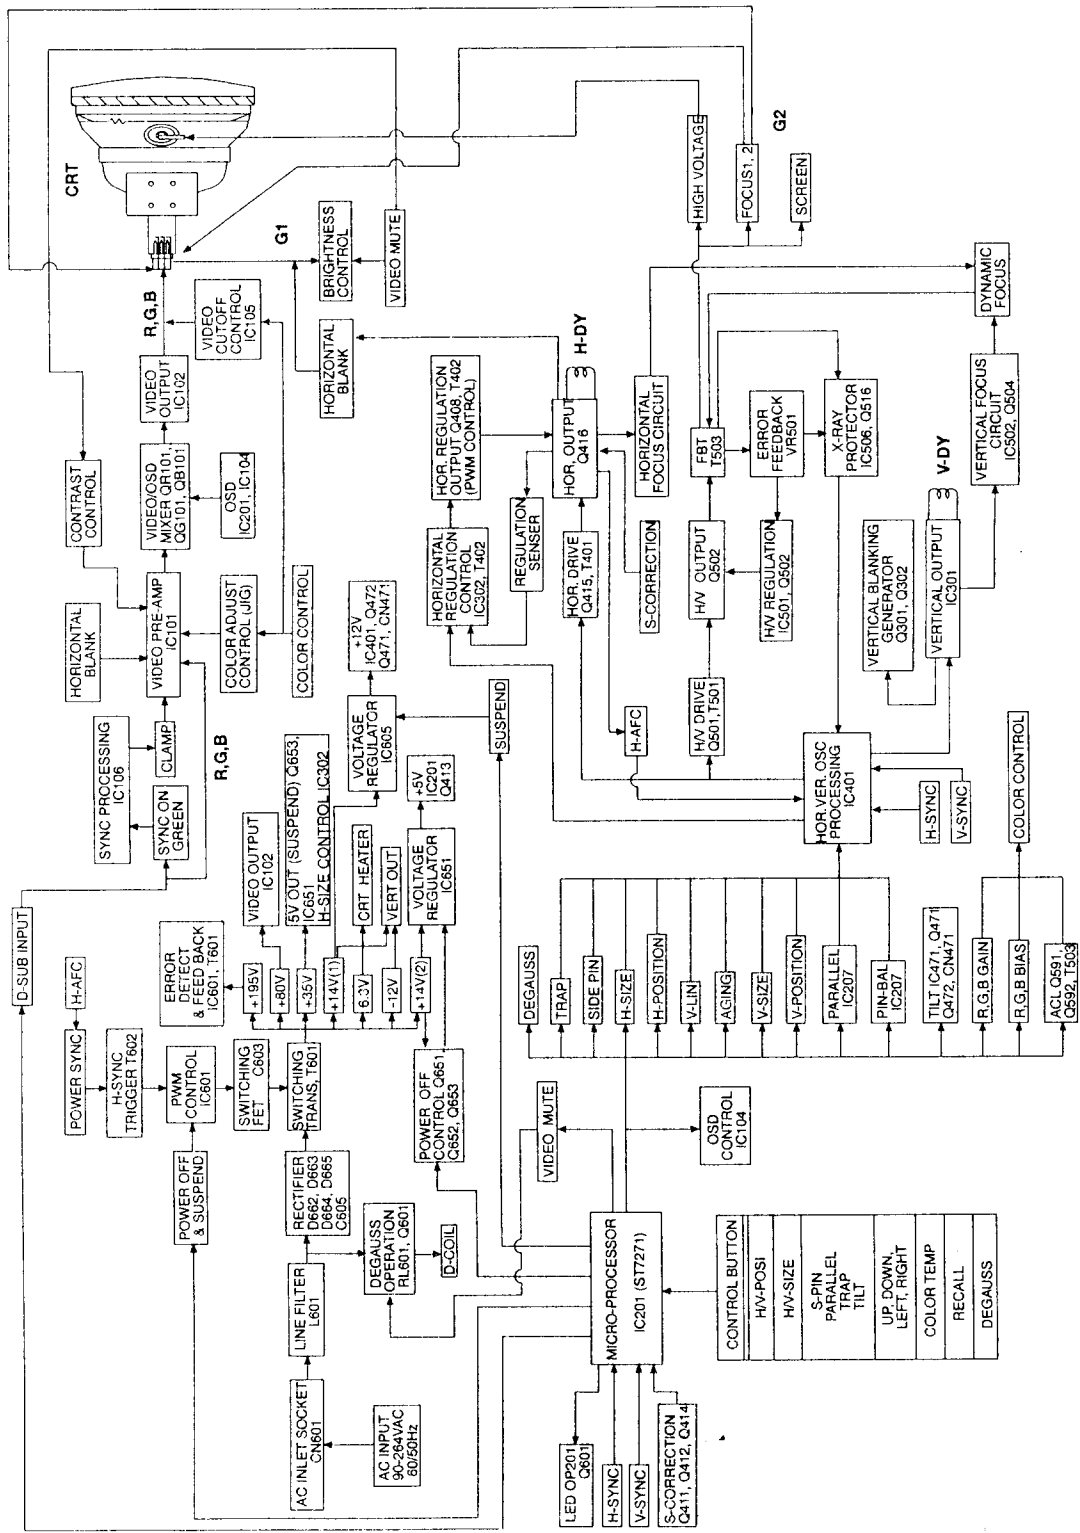 CRT
R,G,B
G1
BRIGHTNESS
CONTROL
VIDEO MUTE
HIGH VOLTAGE
FOCUS1, 2
G2
SCREEN
VIDEO
CUTOFF
CONTROL
IC105
VIDEO
OUTPUT
IC102
HORIZONTAL
BLANK
HOR. REGULATION
OUTPUT Q408, T402
(PWM CONTROL)
H-DY
HOR. OUTPUT
Q416
HORIZONTAL
FOCUS CIRCUIT
FBT
T503
ERROR
FEEDBACK
VR501
X-RAY
PROTECTOR
IC506, Q516
DYNAMIC
FOCUS
VERTICAL FOCUS
CIRCUIT
IC502, Q504
V-DY
CONTRAST
CONTROL
VIDEO/OSD
MIXER QR101,
QG101, QB101
OSD
IC201, IC104
HORIZONTAL
BLANK
VIDEO PRE-AMP
IC101
COLOR ADJUST
CONTROL (JIG)
COLOR CONTROL
HORIZONTAL
REGULATION
CONTROL
IC302, T402
REGULATION
SENSER
HOR. DRIVE
Q415, T401
S-CORRECTION
H/V OUTPUT
Q502
H/V REGULATION
IC501, Q502
VERTICAL BLANKING
GENERATOR
Q301, Q302
VERTICAL OUTPUT
IC301
SYNC PROCESSING
IC106
CLAMP
SYNC ON
GREEN
R,G,B
+12V
IC401, Q472
Q471, CN471
VOLTAGE
REGULATOR
IC605
SUSPEND
H-AFC
H/V DRIVE
Q501,T501
HOR.VER. OSC
PROCESSING
IC401
H-SYNC
V-SYNC
COLOR CONTROL
D-SUB INPUT
ERROR
DETECT
& FEED BACK
IC601, T601
VIDEO OUTPUT
IC102
5V OUT (SUSPEND) Q653,
IC651
H-SIZE CONTROL IC302
CRT HEATER
VERT OUT
VOLTAGE
REGULATOR
IC651
+5V
IC201
Q413
+195V
+80V
+35V
+14V(1)
6.3V
-12V
+14V(2)
H-AFC
POWER SYNC
H-SYNC
TRIGGER T602
PWM
CONTROL
IC601
SWITCHING
FET C603
SWITCHING
TRANS, T601
POWER OFF
CONTROL Q651,
Q652, Q653
DEGAUSS
TRAP
SIDE PIN
H-SIZE
H-POSITION
V-LIN
AGING
V-SIZE
V-POSITION
PARALLEL
IC207
PIN-BAL
IC207
TILT IC471, Q471
Q472, CN471
R,G,B GAIN
R,G,B BIAS
ACL Q591,
Q592, T503
POWER OFF
& SUSPEND
RECTIFIER
D662, D663
D664, D665
C605
VIDEO MUTE
OSD
CONTROL
IC104
LINE FILTER
L601
DEGAUSS
OPERATION
RL601, Q601
D-COIL
AC INLET SOCKET
CN601
AC INPUT
90-264VAC
60/50Hz
MICRO-PROCESSOR
IC201 (ST7271)
LED OP201
Q601
H-SYNC
V-SYNC
S-CORRECTION
Q411, Q412, Q414
CONTROL BUTTON
H/V-POSI
H/V-SIZE
S-PIN
PARALLEL
TRAP
TILT
UP, DOWN,
LEFT, RIGHT
COLOR TEMP
RECALL
DEGAUSS